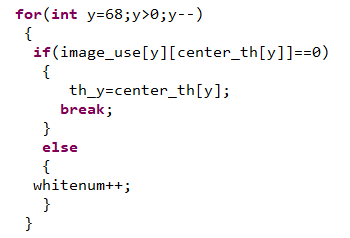 for(int y=68;y>0;y--)
{
if(image_use[y][center_th[y]]==0)
{
th_y=center_th[y];
break;
}
else
{
whitenum++;
}
}